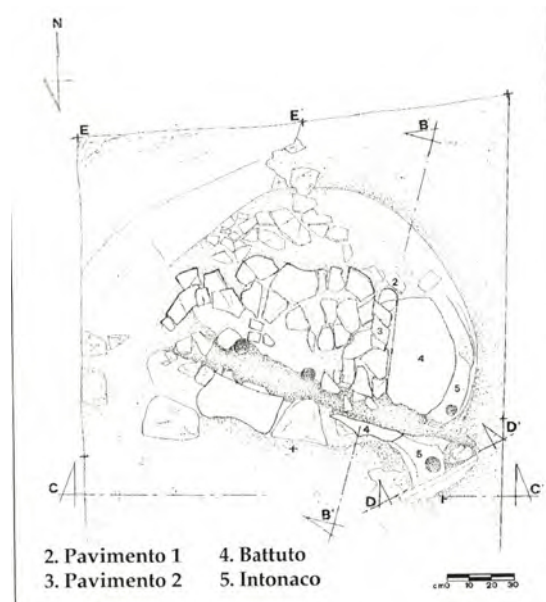 N
E E'
B
2
3
4
5
4
D'
5
C D C'
B'
2. Pavimento 1 4. Battuto
3. Pavimento 2 5. Intonaco
cm 0 10 20 30